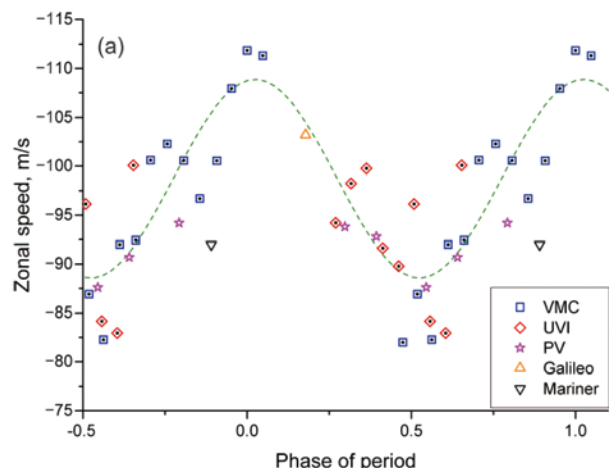 (a)
Zonal speed, m/s
-115
-110
-105
-100
-95
-90
-85
-80
-75
-0.5
0.0
0.5
1.0
Phase of period
VMC
UVI
PV
Galileo
Mariner